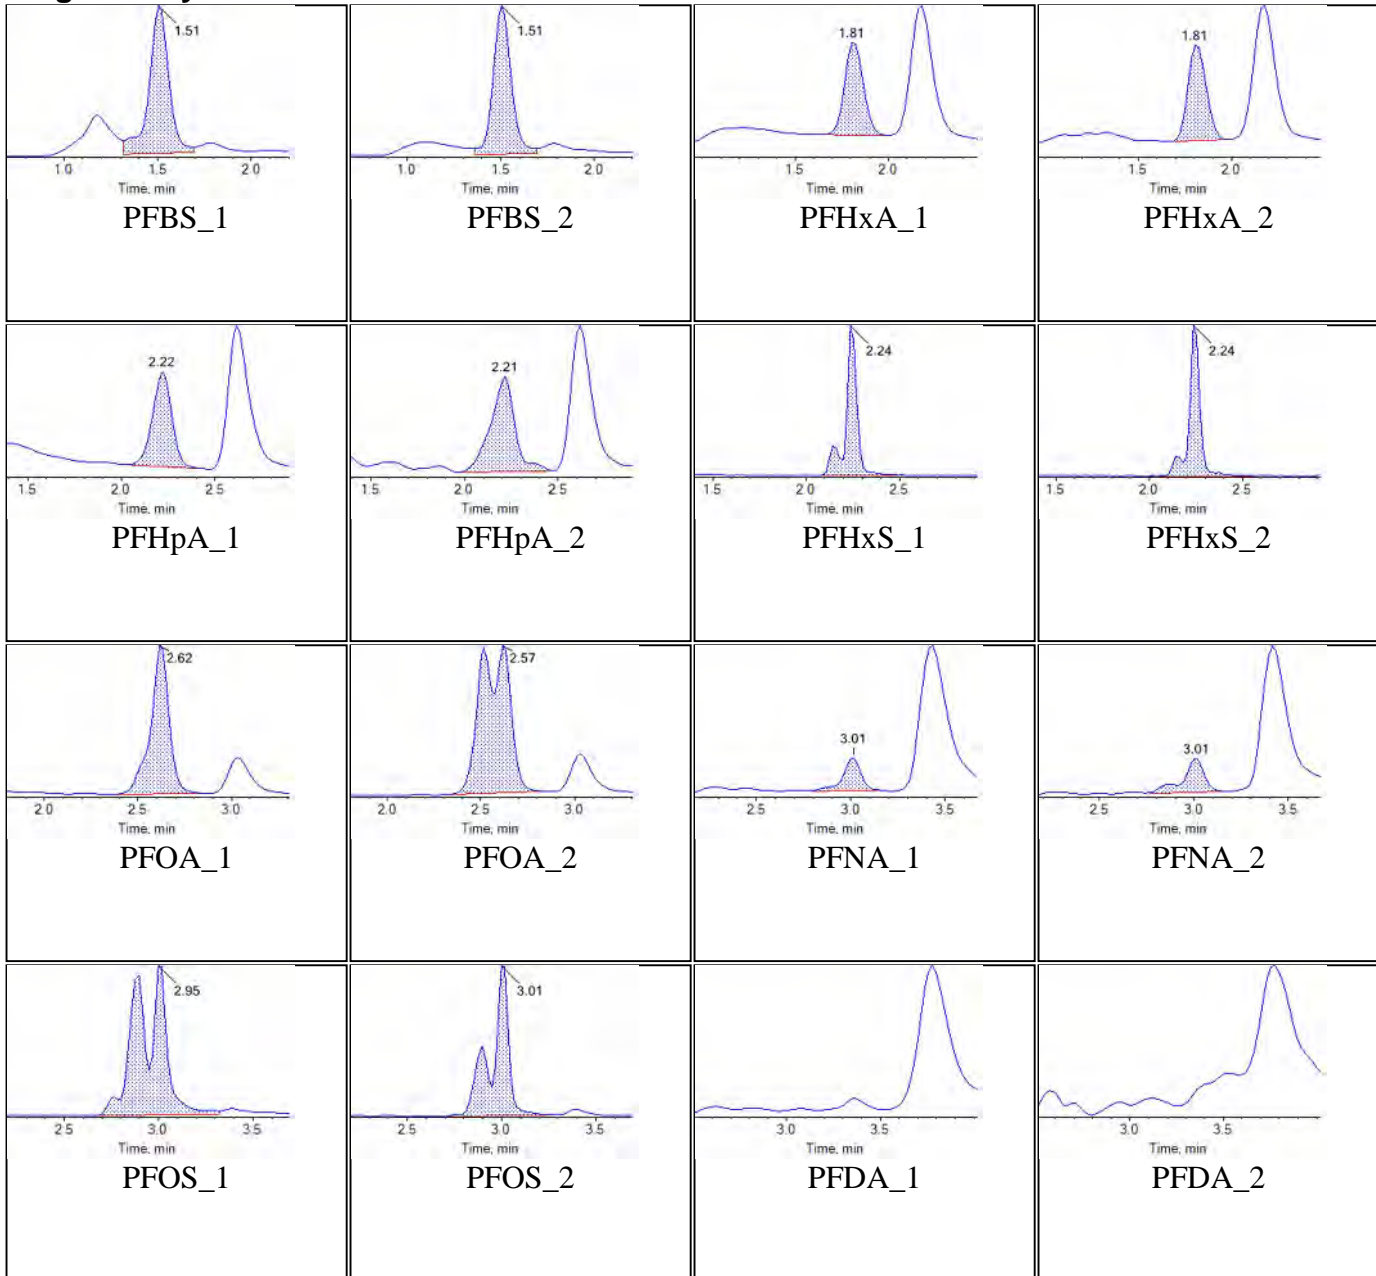 1.51 1.51 1.81 1.81
1.0 1.5 2.0 1.0 1.5 2.0 1.5 2.0 1.5 2.0
Time, min Time, min Time, min Time, min
PFBS_1 PFBS_2 PFHxA_1 PFHxA_2
2.22 2.21 2.24 2.24
1.5 2.0 2.5 1.5 2.0 2.5 1.5 2.0 2.5 1.5 2.0 2.5
Time, min Time, min Time, min Time, min
PFHpA_1 PFHpA_2 PFHxS_1 PFHxS_2
2.62 2.57 3.01 3.01
2.0 2.5 3.0 2.0 2.5 3.0 2.5 3.0 3.5 2.5 3.0 3.5
Time, min Time, min Time, min Time, min
PFOA_1 PFOA_2 PFNA_1 PFNA_2
2.95 3.01
2.5 3.0 3.5 2.5 3.0 3.5 3.0 3.5 3.0 3.5
Time, min Time, min Time, min Time, min
PFOS_1 PFOS_2 PFDA_1 PFDA_2